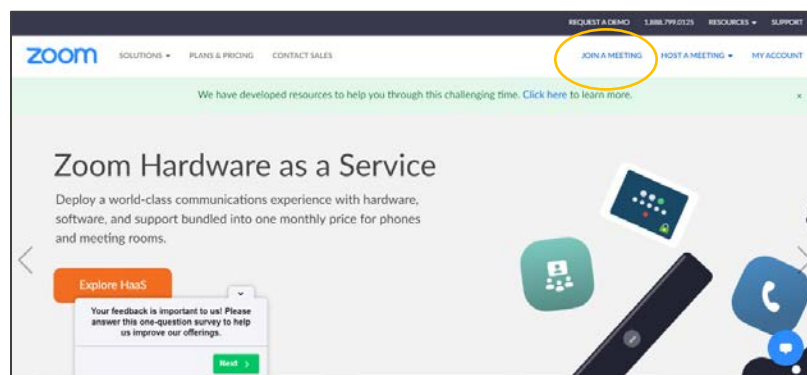 REQUEST A DEMO 1.888.799.0125 RESOURCES SUPPORT
zoom SOLUTIONS PLANS & PRICING CONTACT SALES JOIN A MEETING HOST A MEETING MY ACCOUNT
We have developed resources to help you through this challenging time. Click here to learn more. ×
Zoom Hardware as a Service
Deploy a world-class communications experience with hardware,
software, and support bundled into one monthly price for phones
and meeting rooms.
Explore HaaS
Your feedback is important to us! Please
answer this one-question survey to help
us improve our offerings.
Next >